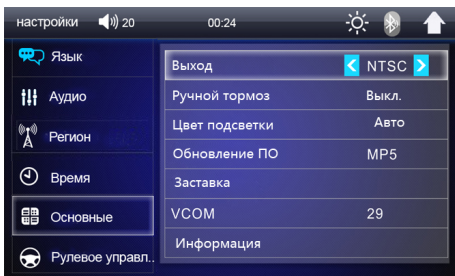 настройки 20 00:24
Язык
Аудио
Регион
Время
Основные
Рулевое управл..
Выход NTSC
Ручной тормоз Выкл.
Цвет подсветки Авто
Обновление ПО MP5
Заставка
VCOM 29
Информация